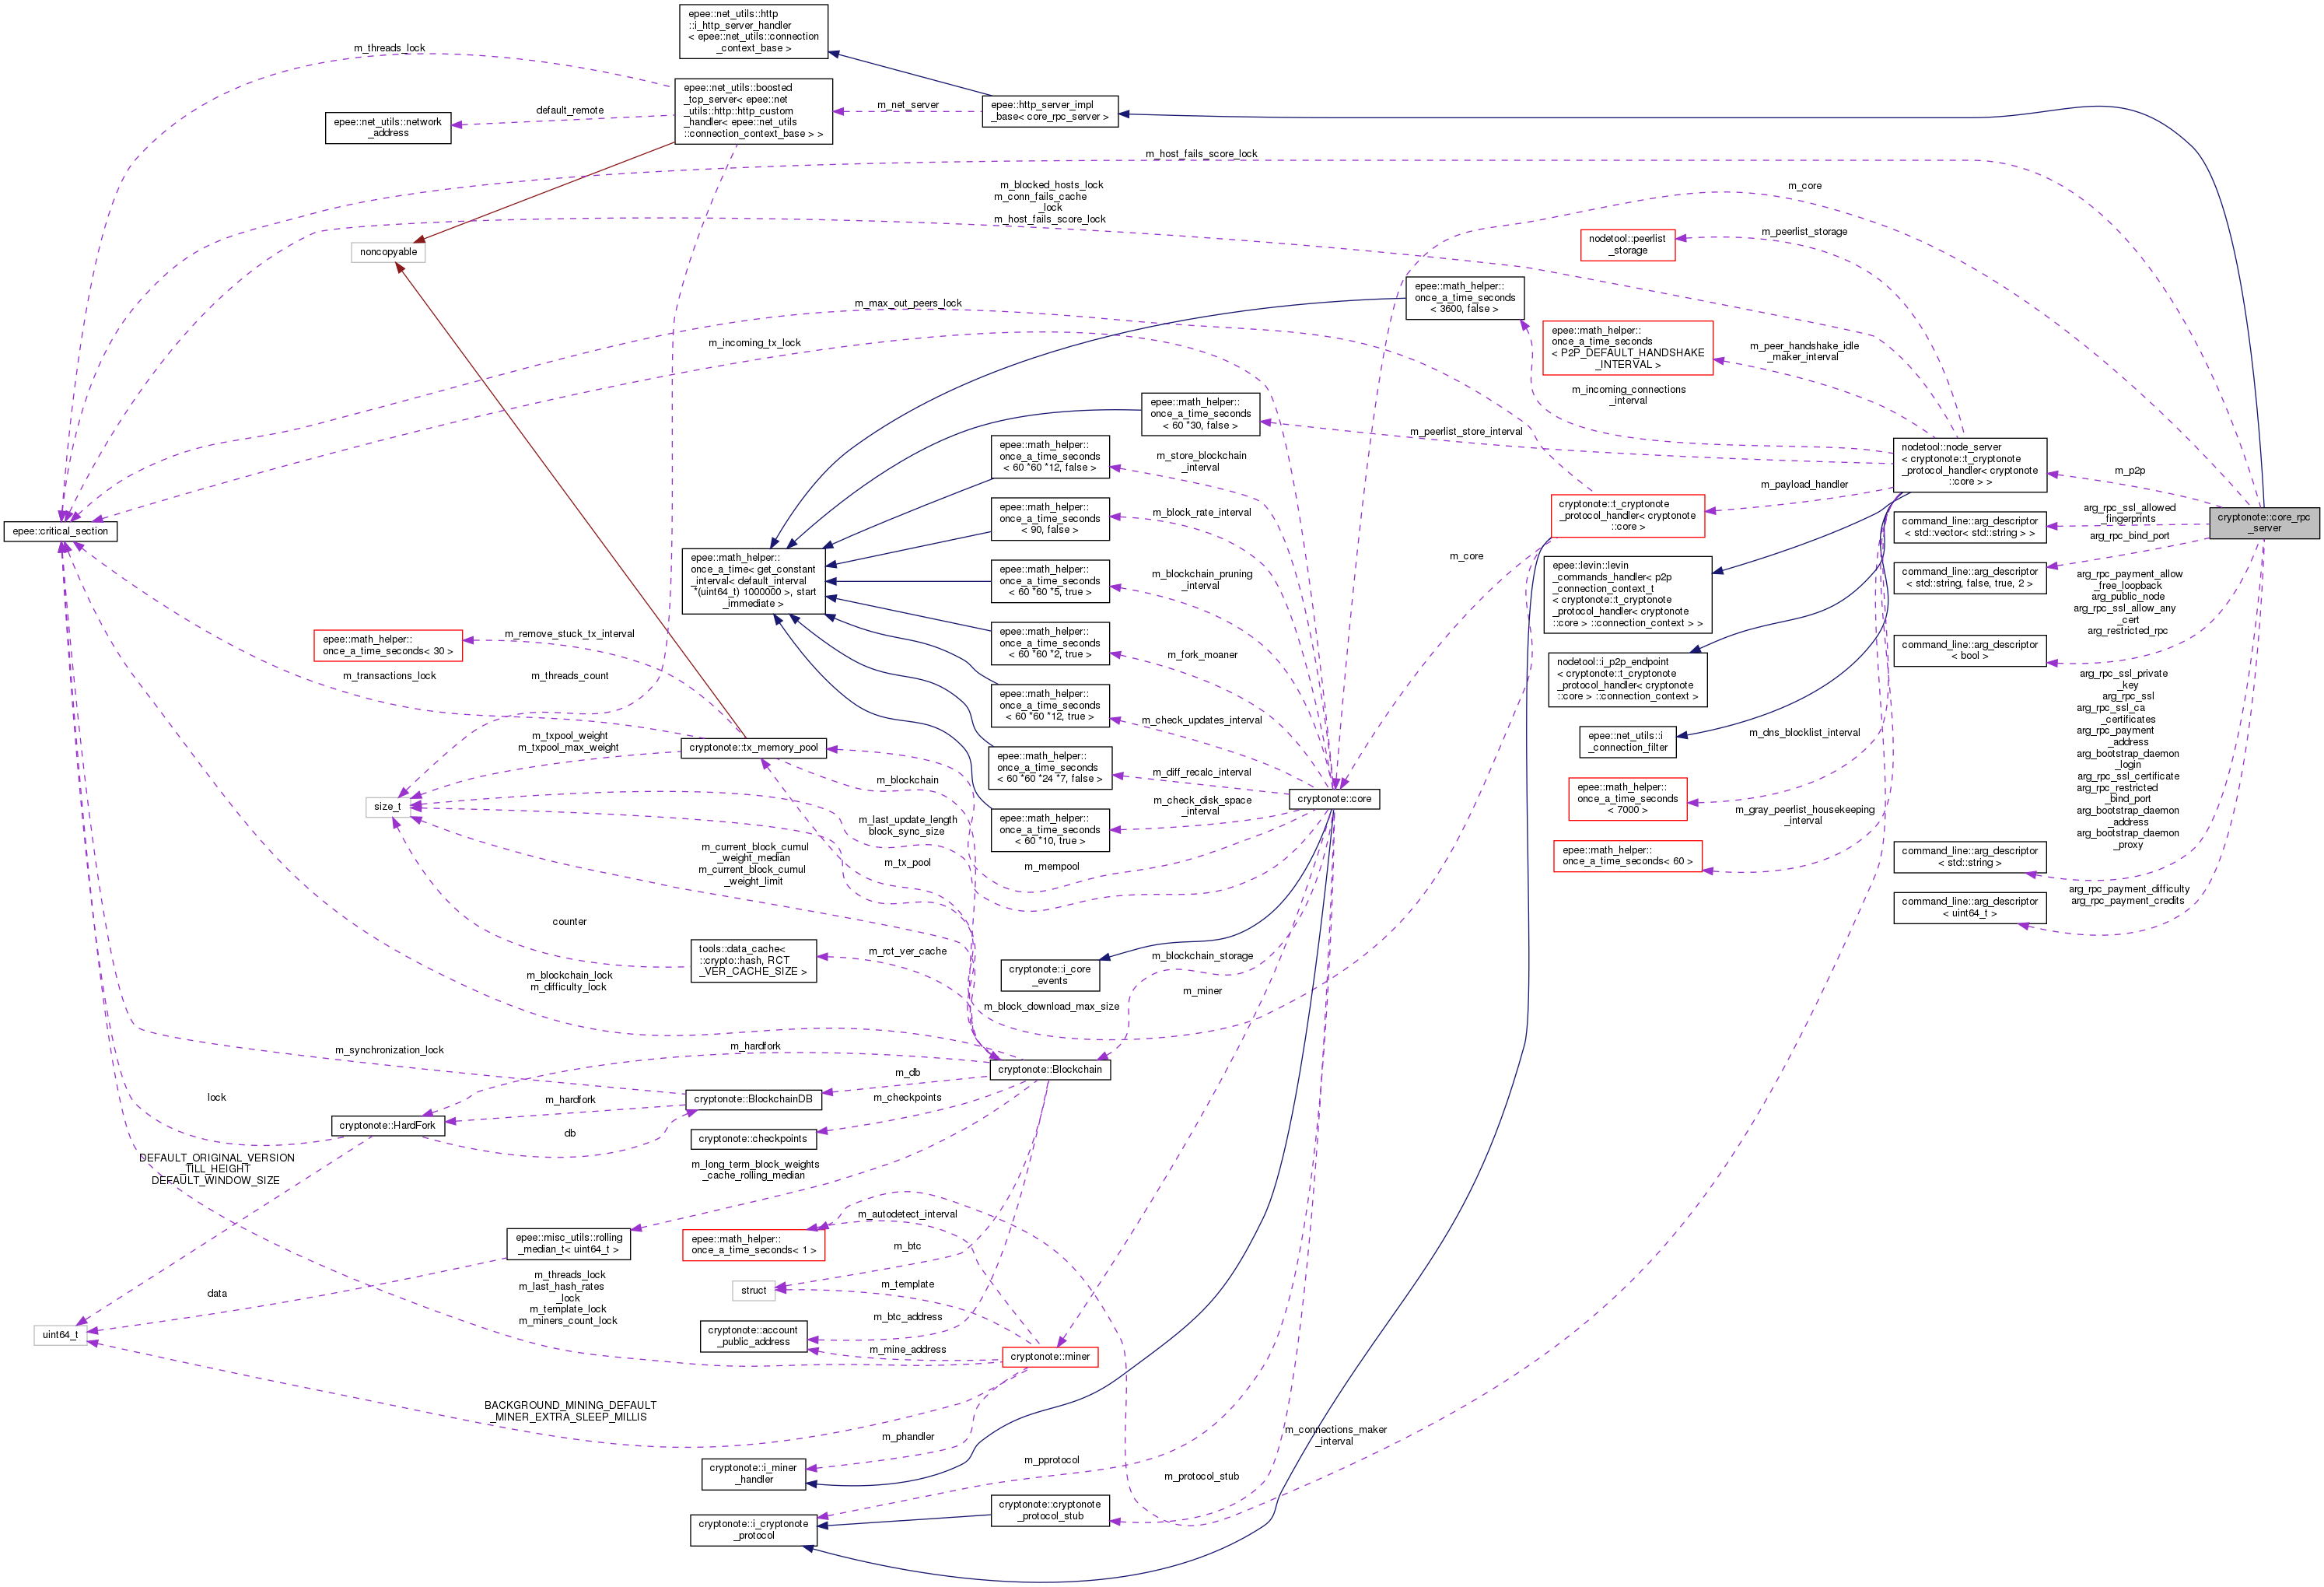 epee::net_utils::http
::i_http_server_handler
< epee::net_utils::connection
_context_base >
m_threads_lock
epee::net_utils::boosted
_tcp_server< epee::net
_utils::http::http_custom
_handler< epee::net_utils
::connection_context_base > >
default_remote
epee::net_utils::network
_address
m_net_server
epee::http_server_impl
_base< core_rpc_server >
m_host_fails_score_lock
m_blocked_hosts_lock
m_conn_fails_cache
_lock
m_host_fails_score_lock
m_core
noncopyable
nodetool::peerlist
_storage
m_peerlist_storage
epee::math_helper::
once_a_time_seconds
< 3600, false >
m_max_out_peers_lock
m_incoming_tx_lock
epee::math_helper::
once_a_time_seconds
< P2P_DEFAULT_HANDSHAKE
_INTERVAL >
m_peer_handshake_idle
_maker_interval
m_incoming_connections
_interval
epee::math_helper::
once_a_time_seconds
< 60 *30, false >
m_peerlist_store_interval
epee::math_helper::
once_a_time_seconds
< 60 *60 *12, false >
m_store_blockchain
_interval
nodetool::node_server
< cryptonote::t_cryptonote
_protocol_handler< cryptonote
::core > >
m_p2p
m_payload_handler
epee::math_helper::
once_a_time_seconds
< 90, false >
m_block_rate_interval
cryptonote::t_cryptonote
_protocol_handler< cryptonote
::core >
command_line::arg_descriptor
< std::vector< std::string > >
arg_rpc_ssl_allowed
_fingerprints
cryptonote::core_rpc
_server
epee::critical_section
arg_rpc_bind_port
epee::math_helper::
once_a_time< get_constant
_interval< default_interval
*(uint64_t) 1000000 >, start
_immediate >
epee::math_helper::
once_a_time_seconds
< 60 *60 *5, true >
m_blockchain_pruning
_interval
m_core
epee::levin::levin
_commands_handler< p2p
_connection_context_t
< cryptonote::t_cryptonote
_protocol_handler< cryptonote
::core > ::connection_context > >
command_line::arg_descriptor
< std::string, false, true, 2 >
arg_rpc_payment_allow
_free_loopback
arg_public_node
arg_rpc_ssl_allow_any
_cert
arg_restricted_rpc
epee::math_helper::
once_a_time_seconds< 30 >
m_remove_stuck_tx_interval
epee::math_helper::
once_a_time_seconds
< 60 *60 *2, true >
m_fork_moaner
command_line::arg_descriptor
< bool >
nodetool::i_p2p_endpoint
< cryptonote::t_cryptonote
_protocol_handler< cryptonote
::core > ::connection_context >
m_transactions_lock
m_threads_count
epee::math_helper::
once_a_time_seconds
< 60 *60 *12, true >
m_check_updates_interval
arg_rpc_ssl_private
_key
arg_rpc_ssl
arg_rpc_ssl_ca
_certificates
arg_rpc_payment
_address
arg_bootstrap_daemon
_login
arg_rpc_ssl_certificate
arg_rpc_restricted
_bind_port
arg_bootstrap_daemon
_address
arg_bootstrap_daemon
_proxy
m_txpool_weight
m_txpool_max_weight
cryptonote::tx_memory_pool
epee::net_utils::i
_connection_filter
m_dns_blocklist_interval
epee::math_helper::
once_a_time_seconds
< 60 *60 *24 *7, false >
m_diff_recalc_interval
m_blockchain
size_t
cryptonote::core
epee::math_helper::
once_a_time_seconds
< 7000 >
m_check_disk_space
_interval
m_gray_peerlist_housekeeping
_interval
epee::math_helper::
once_a_time_seconds
< 60 *10, true >
m_last_update_length
block_sync_size
m_current_block_cumul
_weight_median
m_current_block_cumul
_weight_limit
m_tx_pool
m_mempool
epee::math_helper::
once_a_time_seconds< 60 >
command_line::arg_descriptor
< std::string >
arg_rpc_payment_difficulty
arg_rpc_payment_credits
command_line::arg_descriptor
< uint64_t >
counter
tools::data_cache<
::crypto::hash, RCT
_VER_CACHE_SIZE >
m_rct_ver_cache
m_blockchain_lock
m_difficulty_lock
cryptonote::i_core
_events
m_blockchain_storage
m_miner
m_block_download_max_size
m_synchronization_lock
m_hardfork
cryptonote::Blockchain
m_db
lock
m_hardfork
cryptonote::BlockchainDB
m_checkpoints
cryptonote::HardFork
db
cryptonote::checkpoints
DEFAULT_ORIGINAL_VERSION
_TILL_HEIGHT
DEFAULT_WINDOW_SIZE
m_long_term_block_weights
_cache_rolling_median
m_autodetect_interval
epee::misc_utils::rolling
_median_t< uint64_t >
epee::math_helper::
once_a_time_seconds< 1 >
m_btc
data
m_threads_lock
m_last_hash_rates
_lock
m_template_lock
m_miners_count_lock
struct
m_template
uint64_t
m_btc_address
cryptonote::account
_public_address
m_mine_address
cryptonote::miner
BACKGROUND_MINING_DEFAULT
_MINER_EXTRA_SLEEP_MILLIS
m_phandler
m_connections_maker
_interval
cryptonote::i_miner
_handler
m_pprotocol
m_protocol_stub
cryptonote::cryptonote
_protocol_stub
cryptonote::i_cryptonote
_protocol